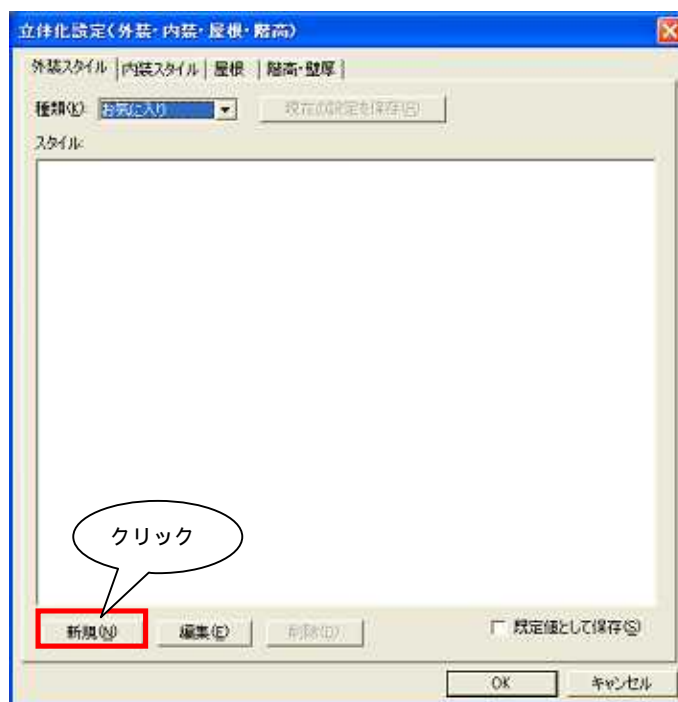 立体化設定(外装・内装・屋根・階高)
外装スタイル 内装スタイル 屋根 階高・壁厚
種類(K): お気に入り 現在の設定を保存(A)
スタイル:
クリック
新規(N) 編集(E) 削除(D) 既定値として保存(S)
OK キャンセル